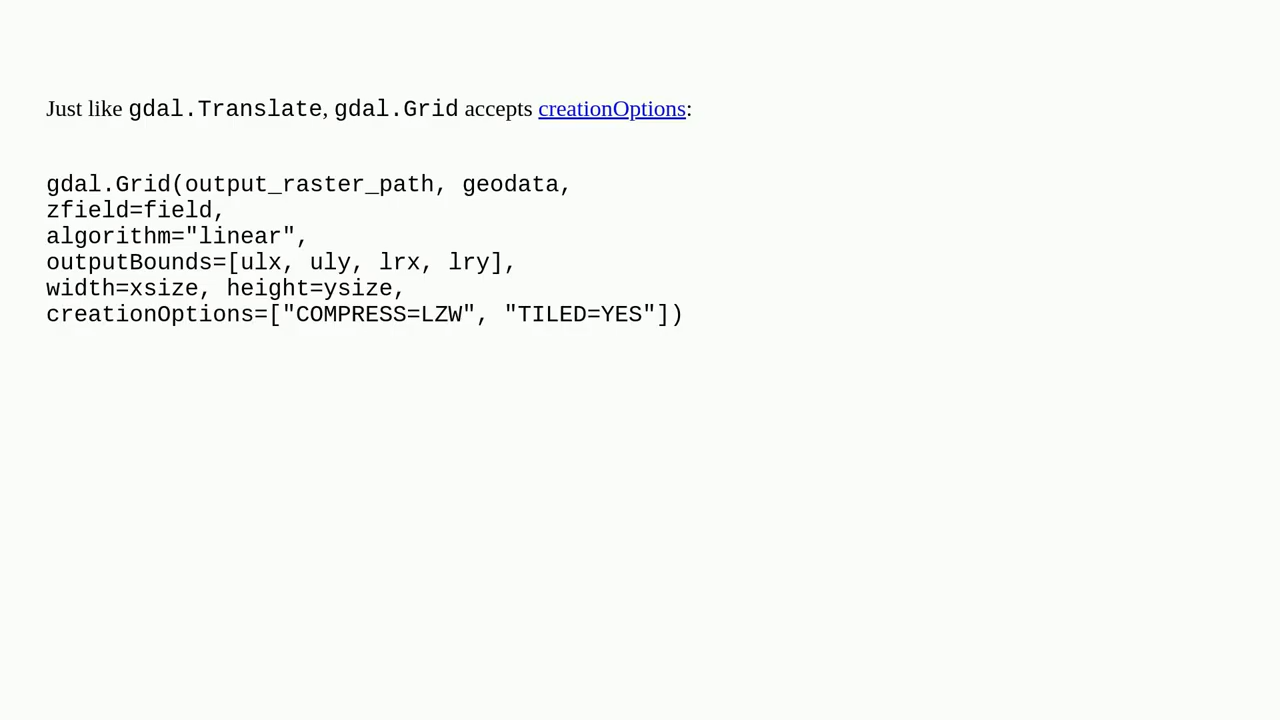 Just like gdal.Translate, gdal.Grid accepts creationOptions:
gdal.Grid(output_raster_path, geodata,
zfield=field,
algorithm="linear",
outputBounds=[ulx, uly, lrx, lry],
width=xsize, height=ysize,
creationOptions=["COMPRESS=LZW", "TILED=YES"])